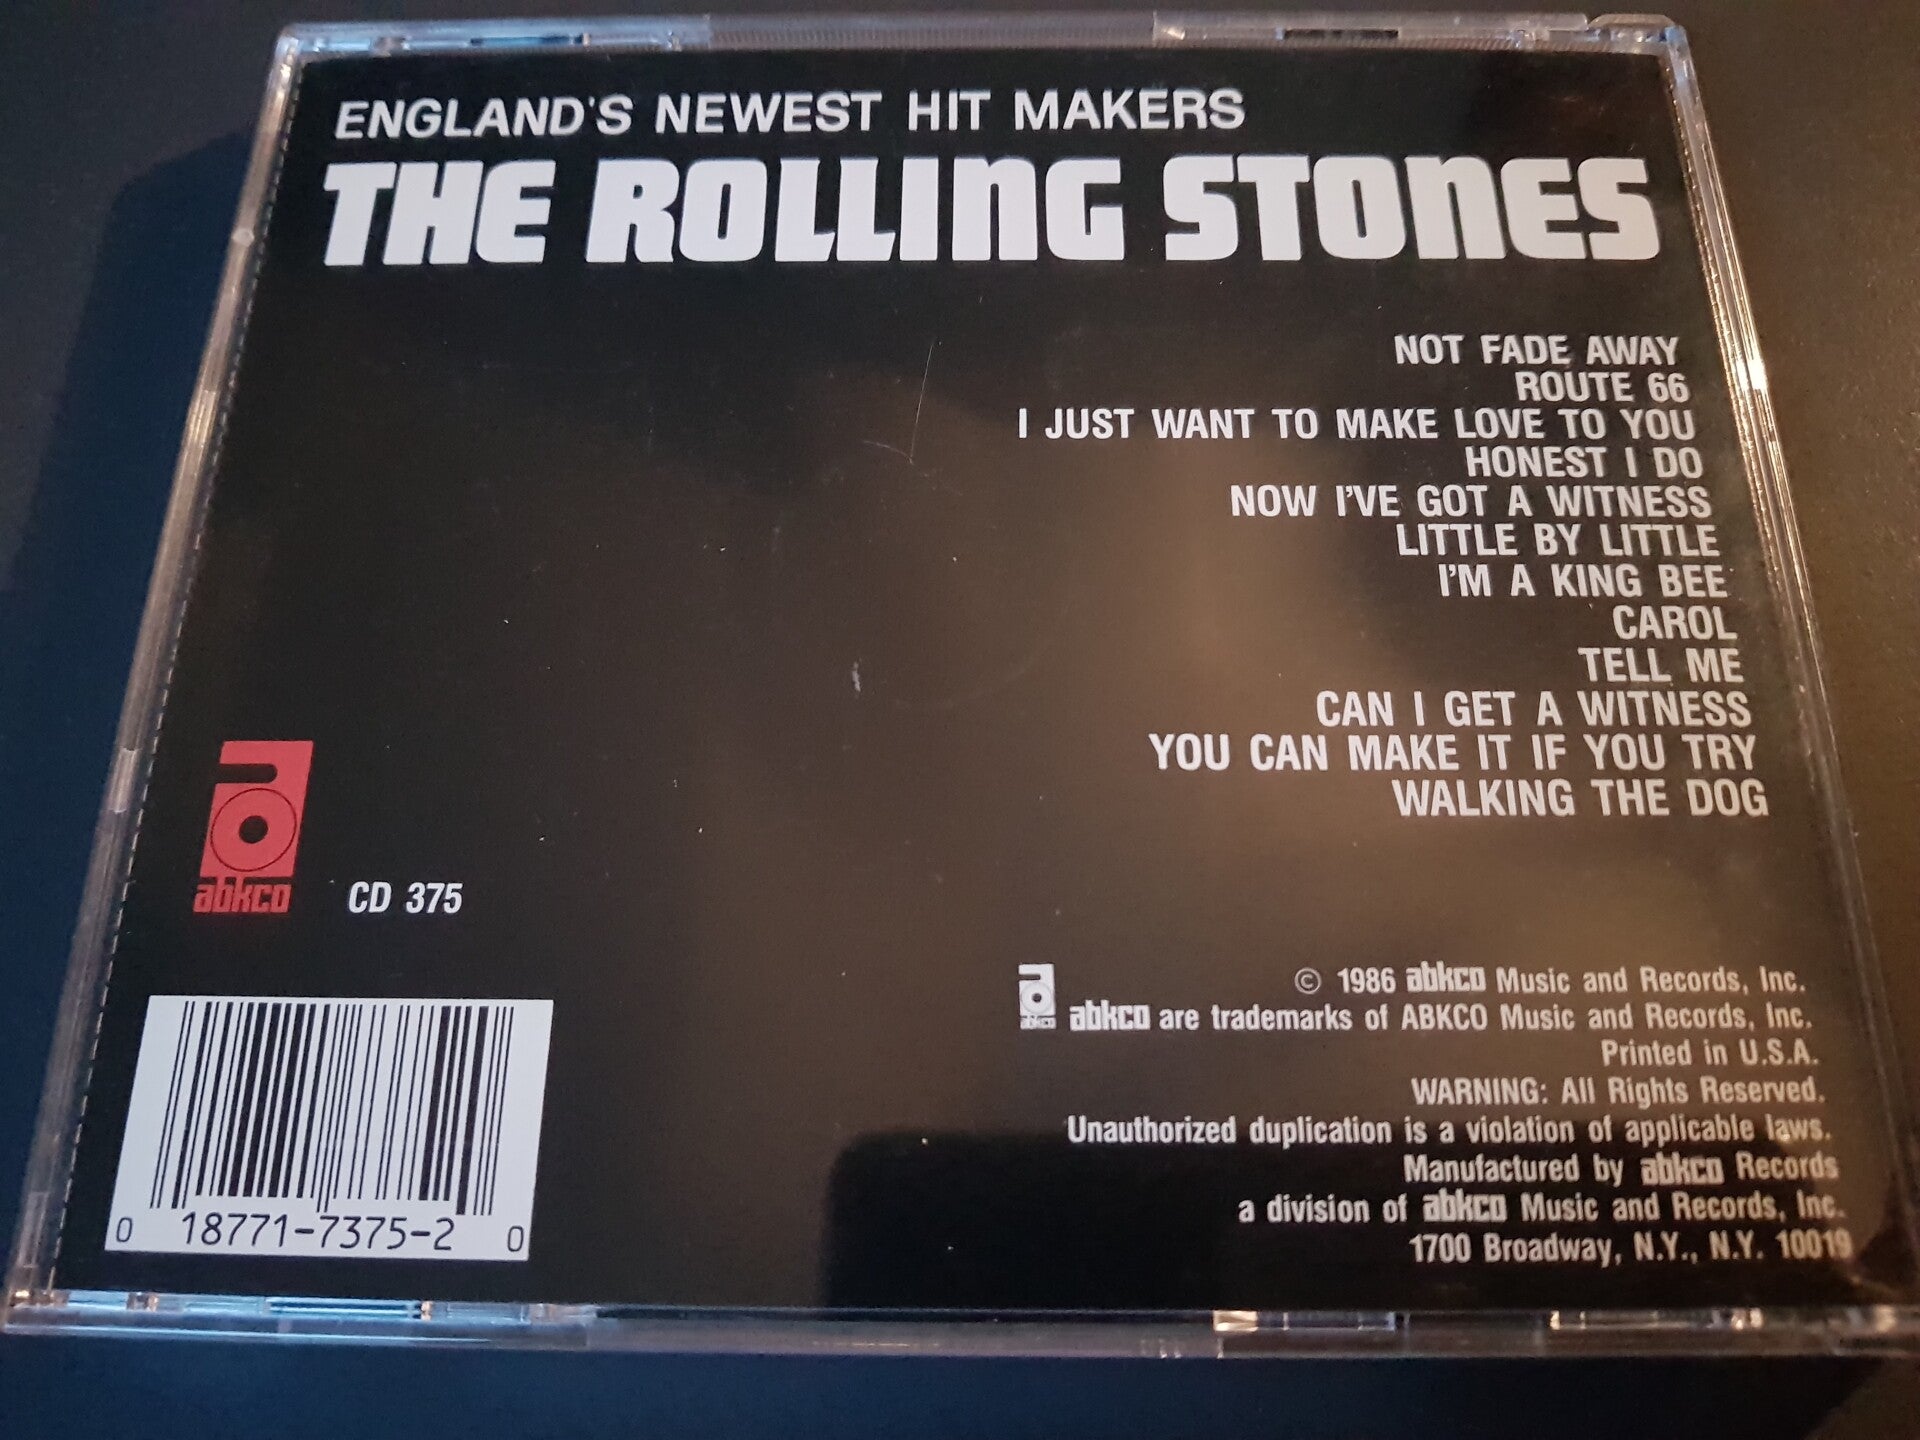 ENGLAND'S NEWEST HIT MAKERS
THE ROLLING STONES
NOT FADE AWAY
ROUTE 66
I JUST WANT TO MAKE LOVE TO YOU
HONEST I DO
NOW I'VE GOT A WITNESS
LITTLE BY LITTLE
I'M A KING BEE
CAROL
TELL ME
CAN I GET A WITNESS
YOU CAN MAKE IT IF YOU TRY
WALKING THE DOG
abkco
CD 375
© 1986 abkco Music and Records, Inc.
abkco abkco are trademarks of ABKCO Music and Records, Inc.
Printed in U.S.A.
WARNING: All Rights Reserved.
Unauthorized duplication is a violation of applicable laws.
Manufactured by abkco Records
a division of abkco Music and Records, Inc.
1700 Broadway, N.Y., N.Y. 10019
0 18771-7375-2 0